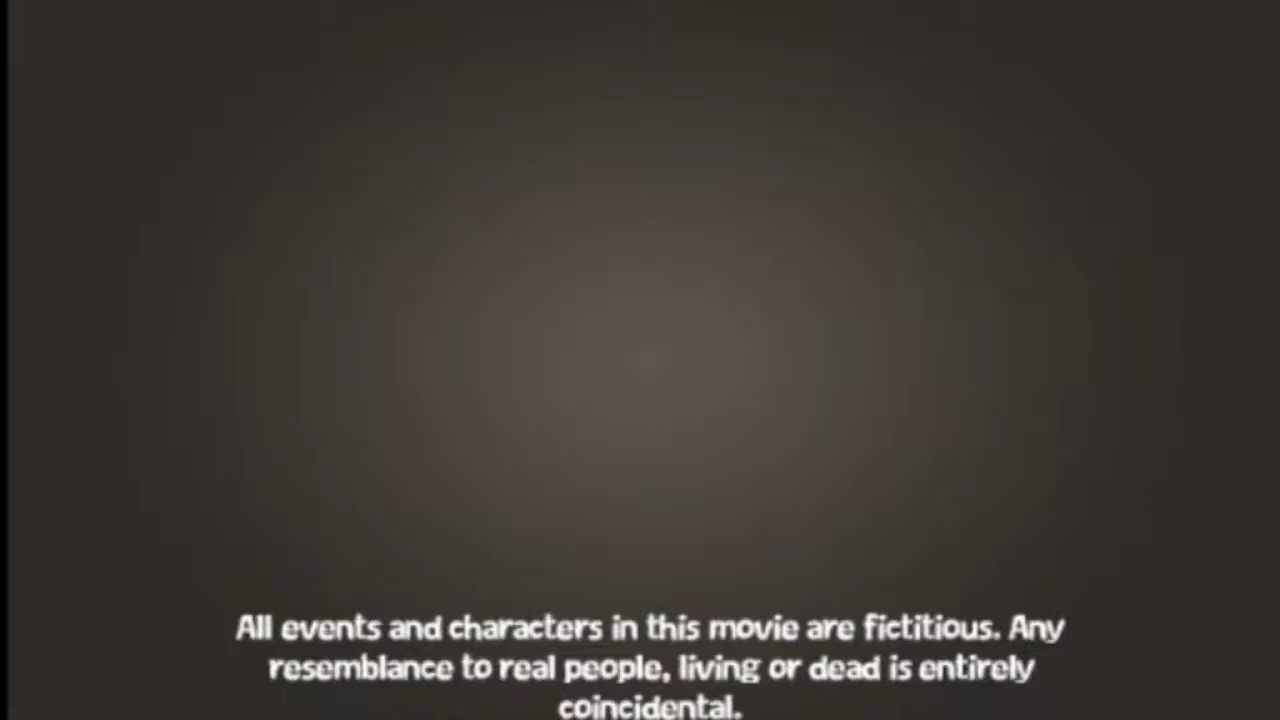 All events and characters in this movie are fictitious. Any
resemblance to real people, living or dead is entirely
coincidental.